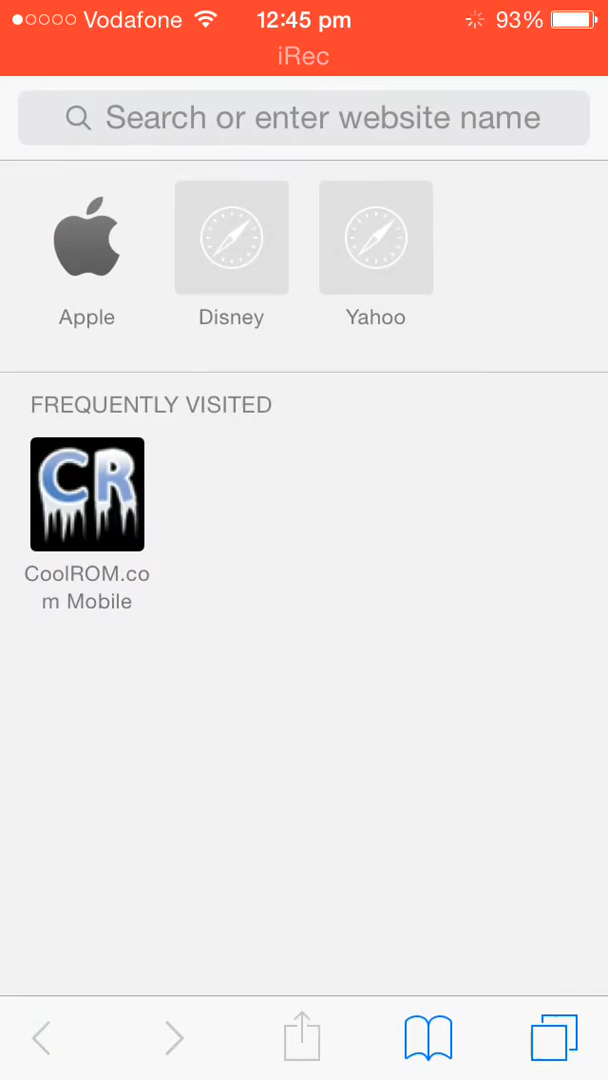 Vodafone 12:45 pm 93%
iRec
Search or enter website name
Apple Disney Yahoo
FREQUENTLY VISITED
CR
CoolROM.co
m Mobile